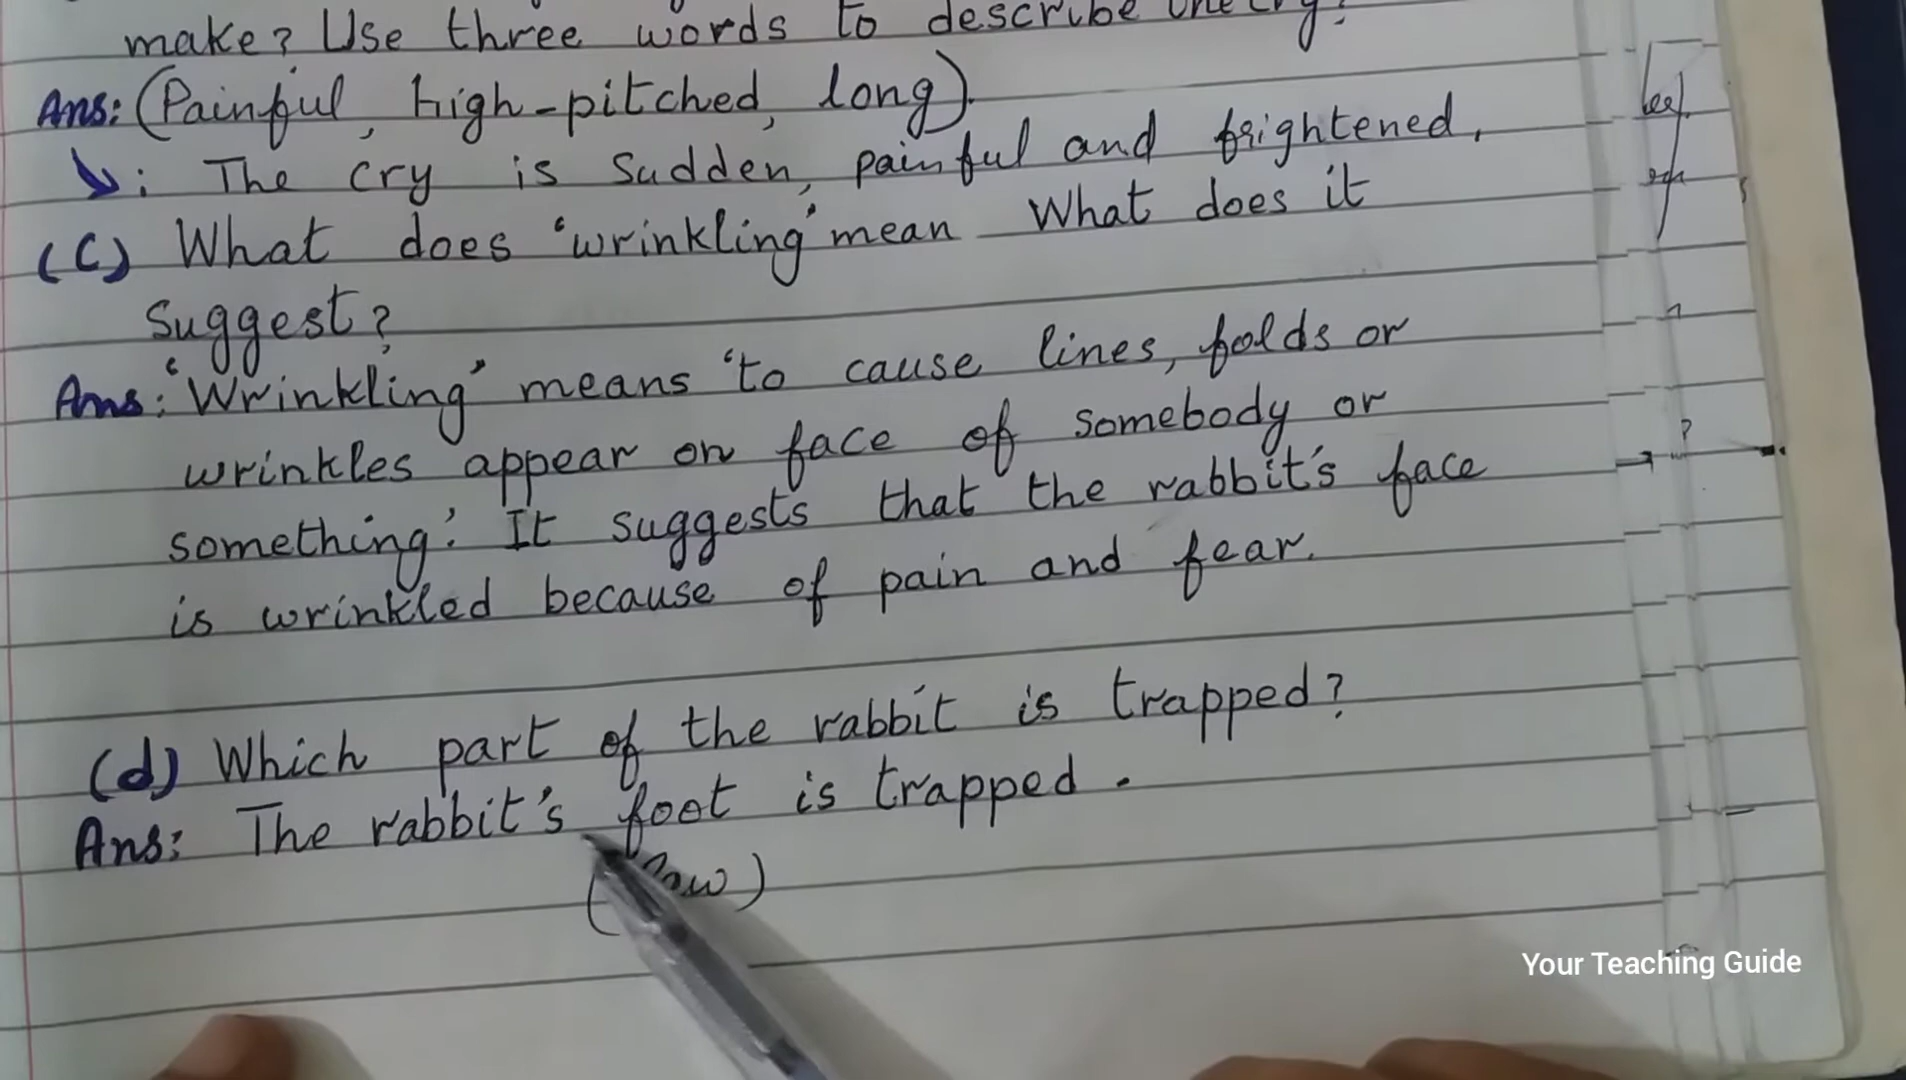 make? Use three words to describe the cry?
Ans: (Painful, high-pitched, long)
: The cry is sudden, painful and frightened.
(C) What does 'wrinkling' mean What does it
suggest?
Ans: 'Wrinkling' means 'to cause lines, folds or
wrinkles appear on face of somebody or
something'. It suggests that the rabbit's face
is wrinkled because of pain and fear.
(d) Which part of the rabbit is trapped?
Ans: The rabbit's foot is trapped.
(Paw)
Your Teaching Guide